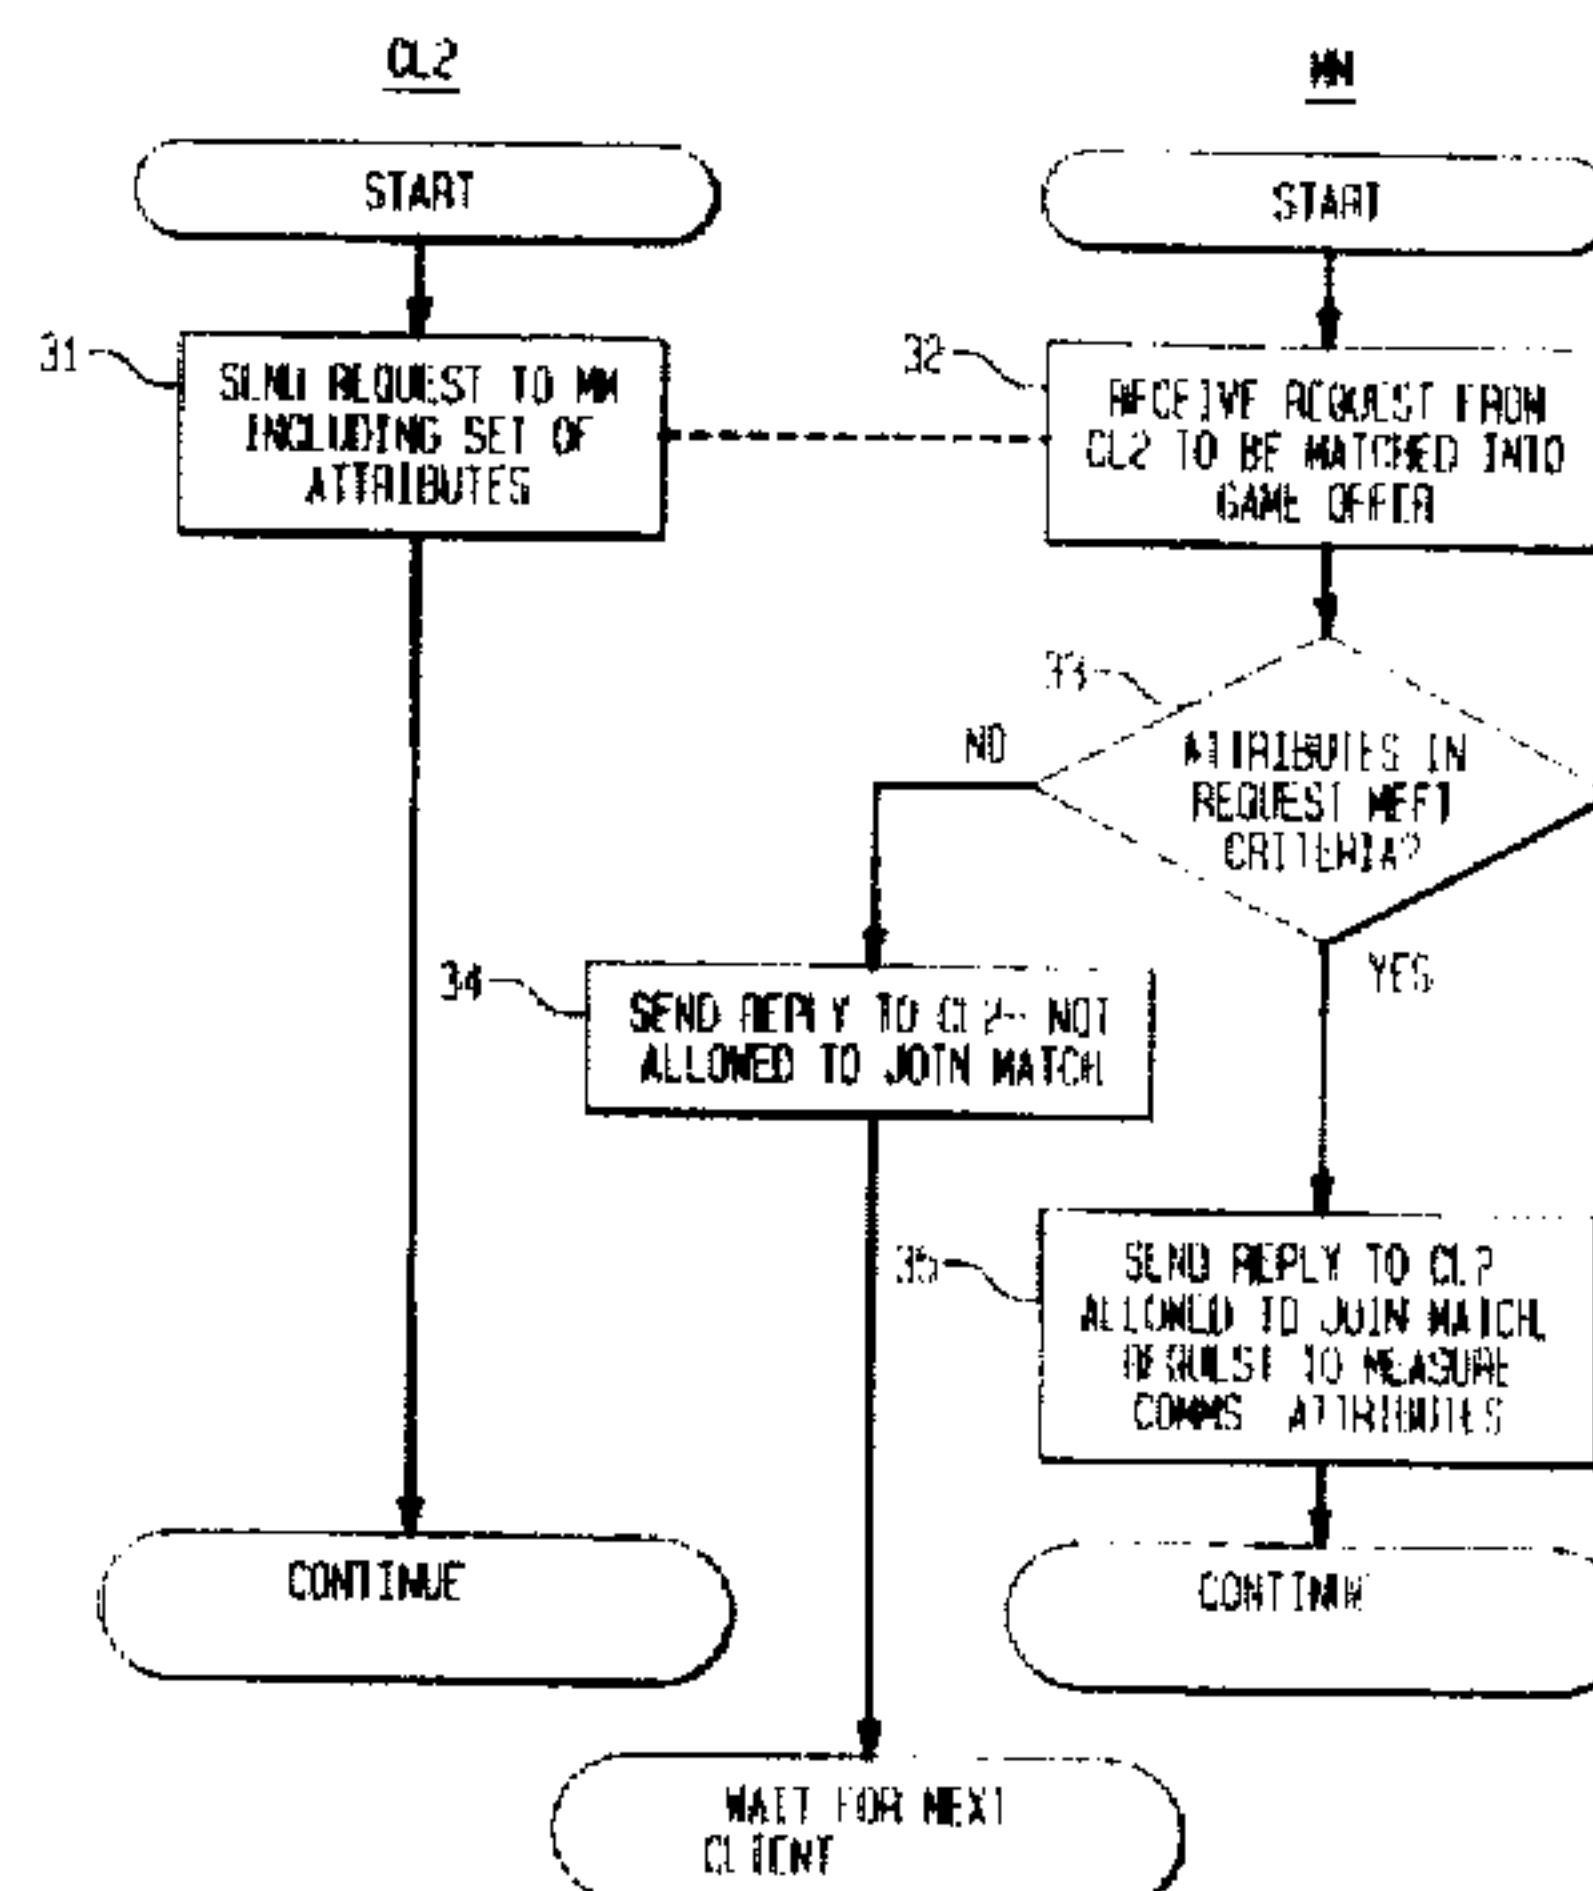 CL2
MM
START
START
31
SEND REQUEST TO MM
INCLUDING SET OF
ATTRIBUTES
32
RECEIVE REQUEST FROM
CL2 TO BE MATCHED INTO
GAME OFFER
33
NO
ATTRIBUTES IN
REQUEST MEET
CRITERIA?
YES
34
SEND REPLY TO CL2-- NOT
ALLOWED TO JOIN MATCH
35
SEND REPLY TO CL2
ALLOWED TO JOIN MATCH,
REQUEST TO MEASURE
COMMS ATTRIBUTES
CONTINUE
CONTINUE
WAIT FOR NEXT
CLIENT